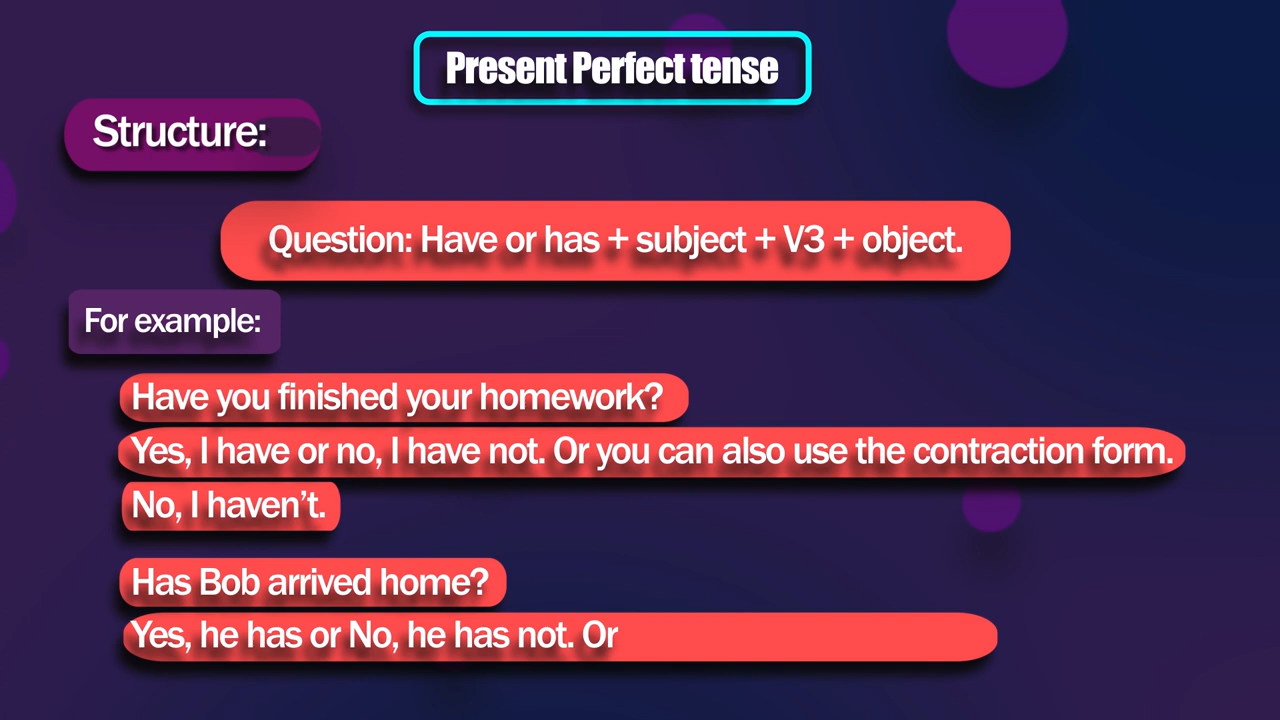 Present Perfect tense
Structure:
Question: Have or has + subject + V3 + object.
For example:
Have you finished your homework?
Yes, I have or no, I have not. Or you can also use the contraction form.
No, I haven’t.
Has Bob arrived home?
Yes, he has or No, he has not. Or